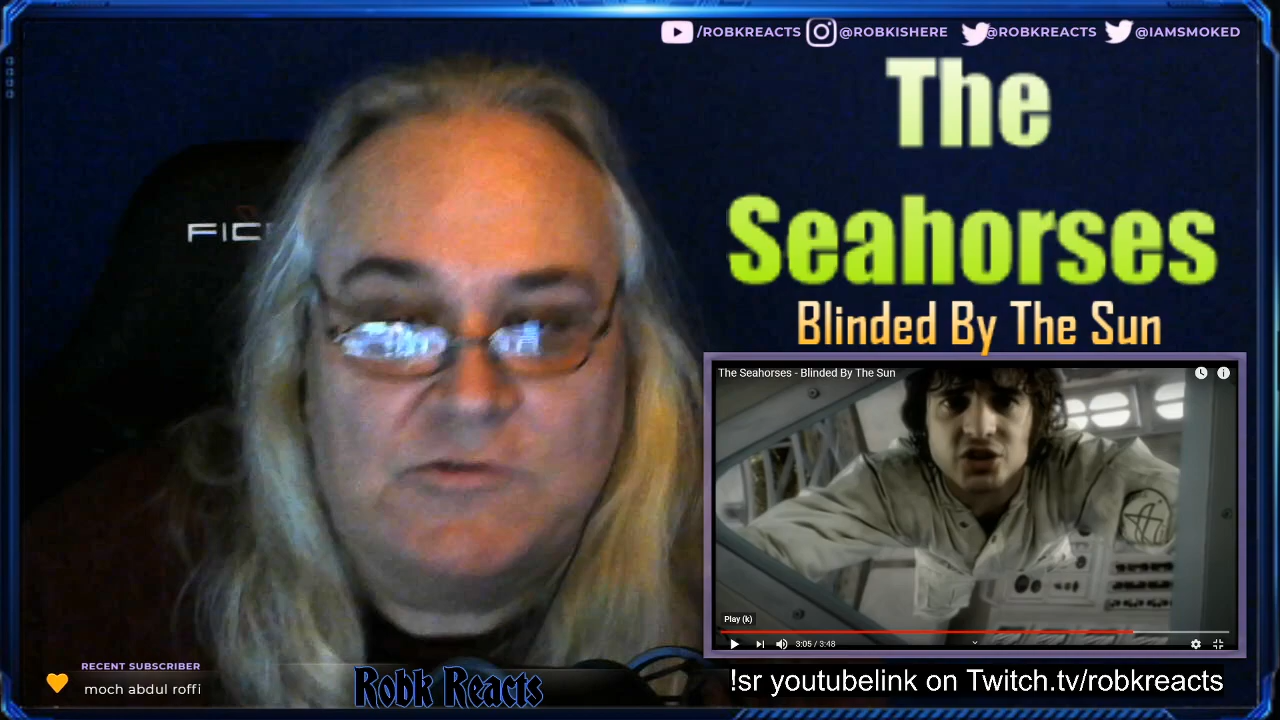 /ROBKREACTS @ROBKISHERE @ROBKREACTS @IAMSMOKED
The
Seahorses
Blinded By The Sun
The Seahorses - Blinded By The Sun
Play (k)
3:05 / 3:48
RECENT SUBSCRIBER
moch abdul roffi
Robk Reacts
!sr youtubelink on Twitch.tv/robkreacts